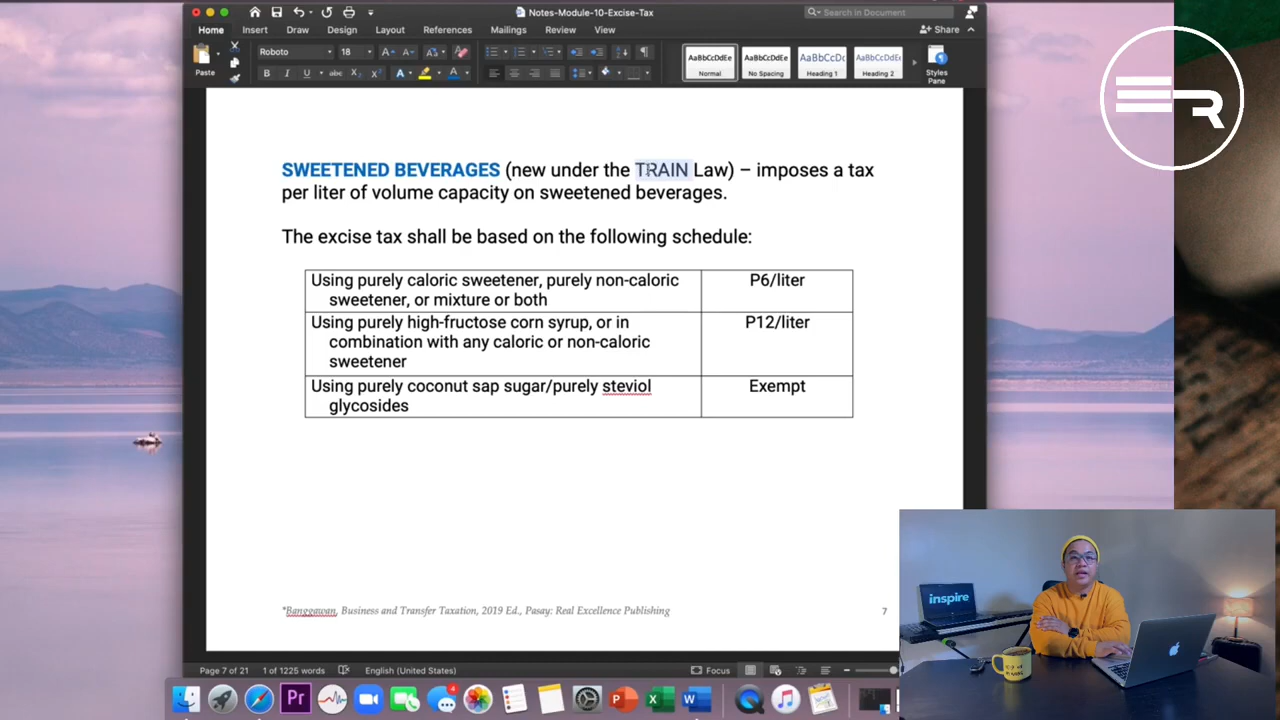 Notes-Module-10-Excise-Tax
Search in Document
Home Insert Draw Design Layout References Mailings Review View
Share
Paste
Roboto 18
AaBbCcDdEe AaBbCcDdEe AaBbCcDc AaBbCcDdEe
Normal No Spacing Heading 1 Heading 2
Styles Pane
SWEETENED BEVERAGES (new under the TRAIN Law) – imposes a tax
per liter of volume capacity on sweetened beverages.
The excise tax shall be based on the following schedule:
Using purely caloric sweetener, purely non-caloric
sweetener, or mixture or both
P6/liter
Using purely high-fructose corn syrup, or in
combination with any caloric or non-caloric
sweetener
P12/liter
Using purely coconut sap sugar/purely steviol
glycosides
Exempt
*Banggawan, Business and Transfer Taxation, 2019 Ed., Pasay: Real Excellence Publishing
7
Page 7 of 21 1 of 1225 words English (United States) Focus
inspire
ER